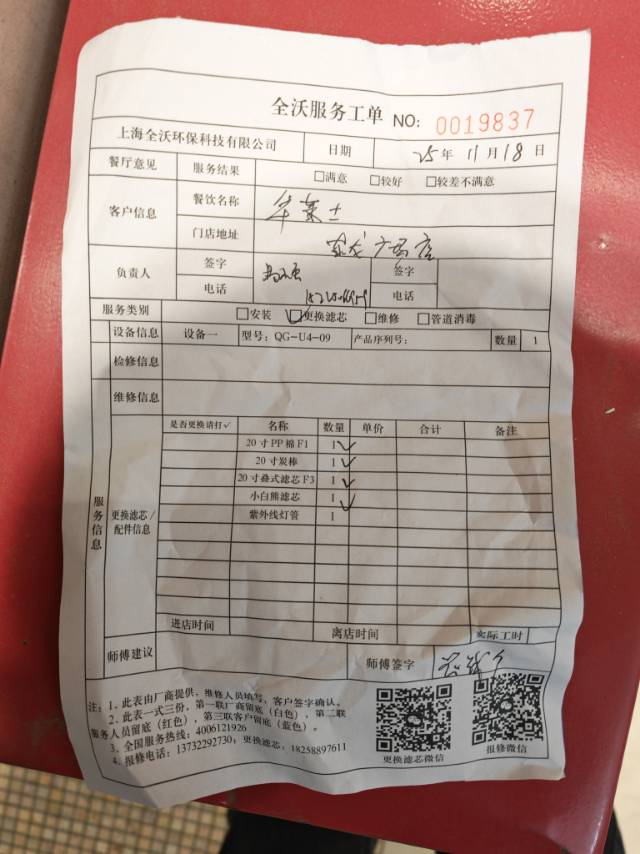 全沃服务工单 NO: 0019837
上海全沃环保科技有限公司 日期 25年11月18日
餐厅意见 服务结果 □满意 □较好 □较差不满意
客户信息 餐饮名称 华莱士
门店地址 广场店
负责人 签字 签字
电话 电话
服务类别 □安装 ☑更换滤芯 □维修 □管道消毒
设备信息 设备一 型号: QG-U4-09 产品序列号: 数量 1
检修信息
维修信息
服务信息
更换滤芯/配件信息
是否更换请打✓ 名称 数量 单价 合计 备注
20寸PP棉F1 1 ✓
20寸炭棒 1 ✓
20寸叠式滤芯F3 1 ✓
小白熊滤芯 1 ✓
紫外线灯管 1
进店时间 离店时间 实际工时
师傅建议 师傅签字
注: 1、此表由厂商提供, 维修人员填写, 客户签字确认。
2、此表一式三份, 第一联厂商留底(白色), 第二联
服务人员留底(红色), 第三联客户留底(蓝色)。
3、全国服务热线: 4006121926
4、报修电话: 13732292730; 更换滤芯: 18258897611
更换滤芯微信 报修微信